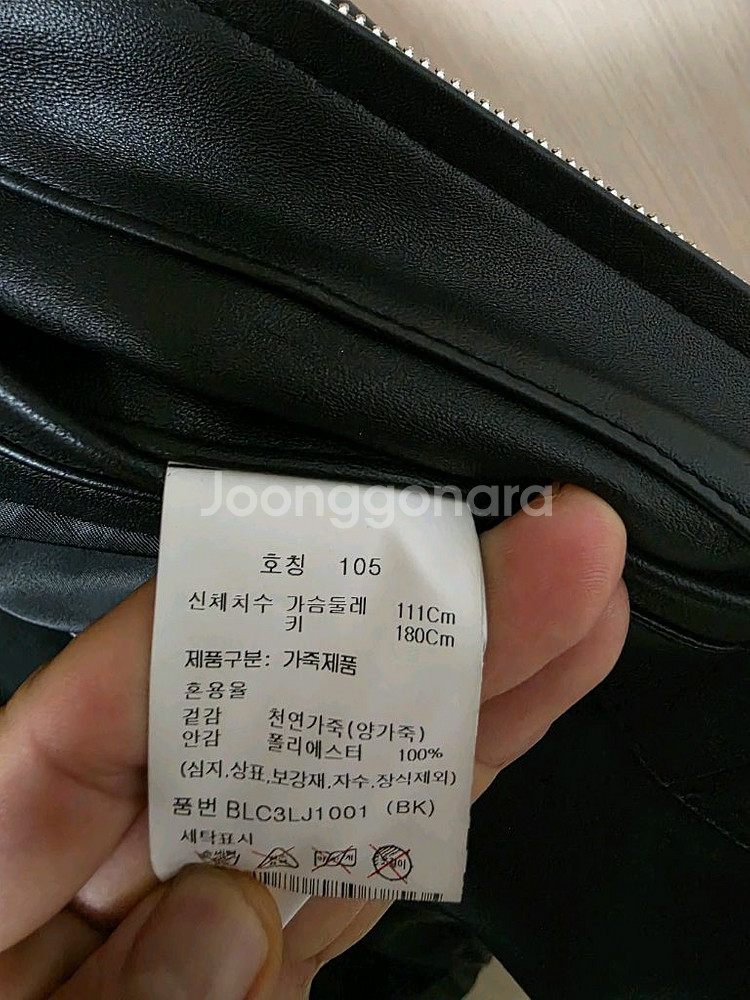 Joonggonara
호칭 105
신체치수 가슴둘레 111Cm
키 180Cm
제품구분: 가죽제품
혼용율
겉감 천연가죽(양가죽)
안감 폴리에스터 100%
(심지,상표,보강재,자수,장식제외)
품번 BLC3LJ1001 (BK)
세탁표시